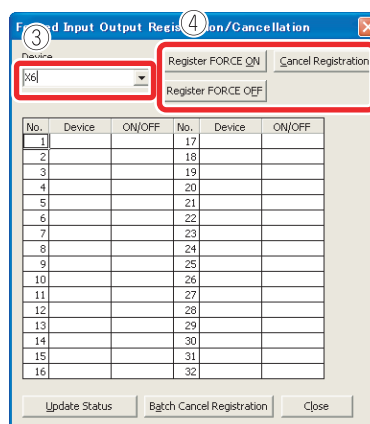 Forced Input Output Registration/Cancellation
③
④
Device
X6
Register FORCE ON
Cancel Registration
Register FORCE OFF
No. Device ON/OFF No. Device ON/OFF
1 17
2 18
3 19
4 20
5 21
6 22
7 23
8 24
9 25
10 26
11 27
12 28
13 29
14 30
15 31
16 32
Update Status Batch Cancel Registration Close